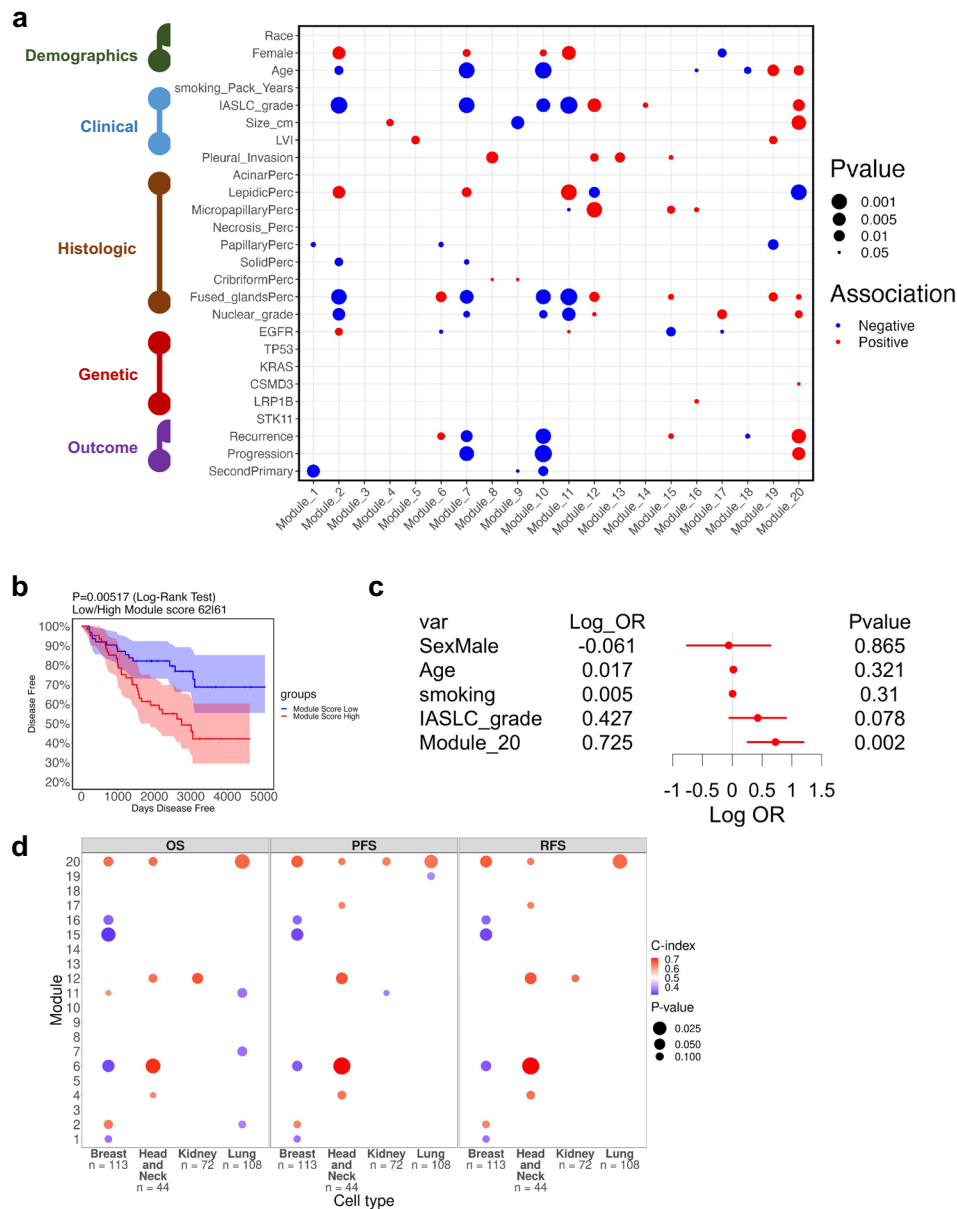 a
Demographics
Clinical
Histologic
Genetic
Outcome
Race
Female
Age
smoking_Pack_Years
IASLC_grade
Size_cm
LVI
Pleural_Invasion
AcinarPerc
LepidicPerc
MicropapillaryPerc
Necrosis_Perc
PapillaryPerc
SolidPerc
CribriformPerc
Fused_glandsPerc
Nuclear_grade
EGFR
TP53
KRAS
CSMD3
LRP1B
STK11
Recurrence
Progression
SecondPrimary
Module_1
Module_2
Module_3
Module_4
Module_5
Module_6
Module_7
Module_8
Module_9
Module_10
Module_11
Module_12
Module_13
Module_14
Module_15
Module_16
Module_17
Module_18
Module_19
Module_20
Pvalue
0.001
0.005
0.01
0.05
Association
Negative
Positive
b
P=0.00517 (Log-Rank Test)
Low/High Module score 62|61
100%
90%
80%
70%
60%
50%
40%
30%
20%
Disease Free
0 1000 2000 3000 4000 5000
Days Disease Free
groups
Module Score Low
Module Score High
c
var Log_OR Pvalue
SexMale -0.061 0.865
Age 0.017 0.321
smoking 0.005 0.31
IASLC_grade 0.427 0.078
Module_20 0.725 0.002
-1 -0.5 0 0.5 1 1.5
Log OR
d
OS PFS RFS
20
19
18
17
16
15
14
13
12
11
10
9
8
7
6
5
4
3
2
1
Module
Breast Head Kidney Lung Breast Head Kidney Lung Breast Head Kidney Lung
n = 113 and n = 72 n = 108 n = 113 and n = 72 n = 108 n = 113 and n = 72 n = 108
Neck Neck Neck
n = 44 n = 44 n = 44
Cell type
C-index
0.7
0.6
0.5
0.4
P-value
0.025
0.050
0.100